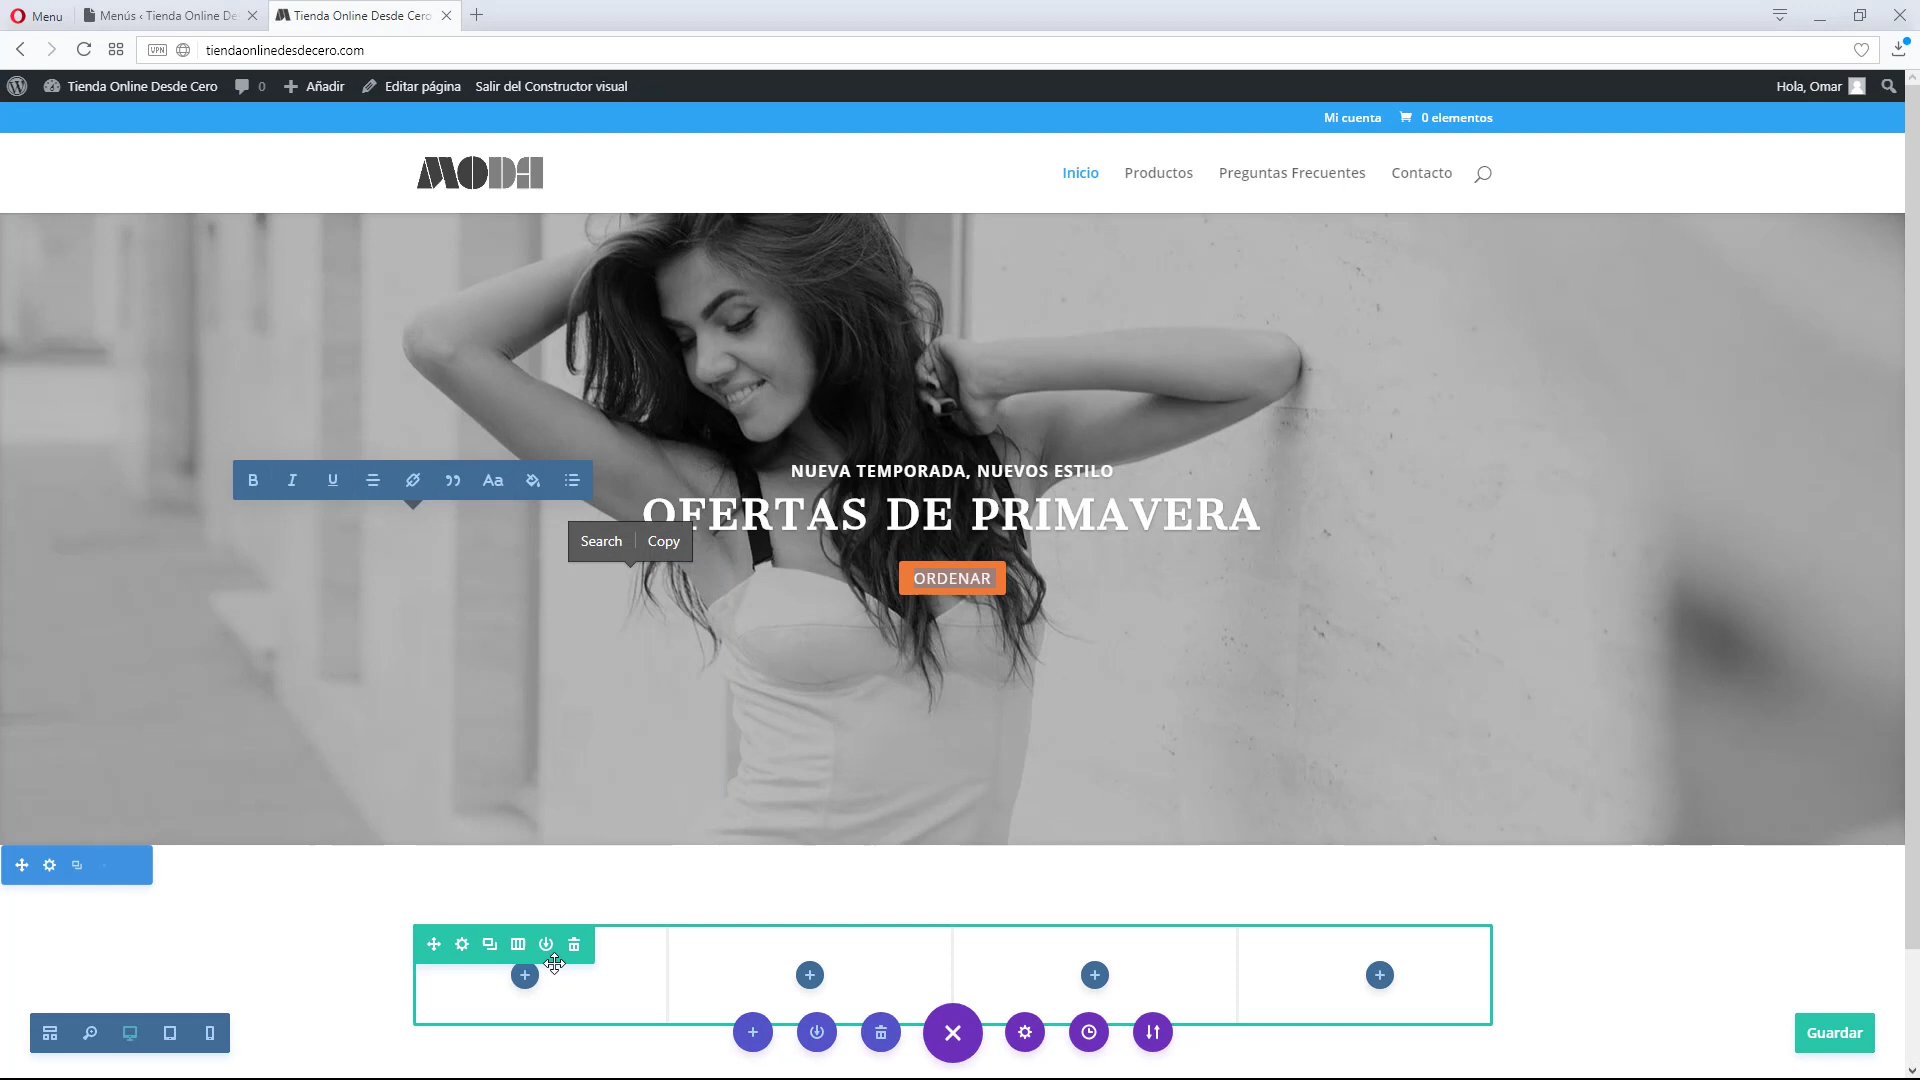 Menu
Menús ‹ Tienda Online De
Tienda Online Desde Cero
VPN
tiendaonlinedesdecero.com
Tienda Online Desde Cero
0
Añadir
Editar página
Salir del Constructor visual
Hola, Omar
Mi cuenta
0 elementos
MODA
Inicio
Productos
Preguntas Frecuentes
Contacto
B
I
U
Aa
NUEVA TEMPORADA, NUEVOS ESTILO
OFERTAS DE PRIMAVERA
Search
Copy
ORDENAR
Guardar